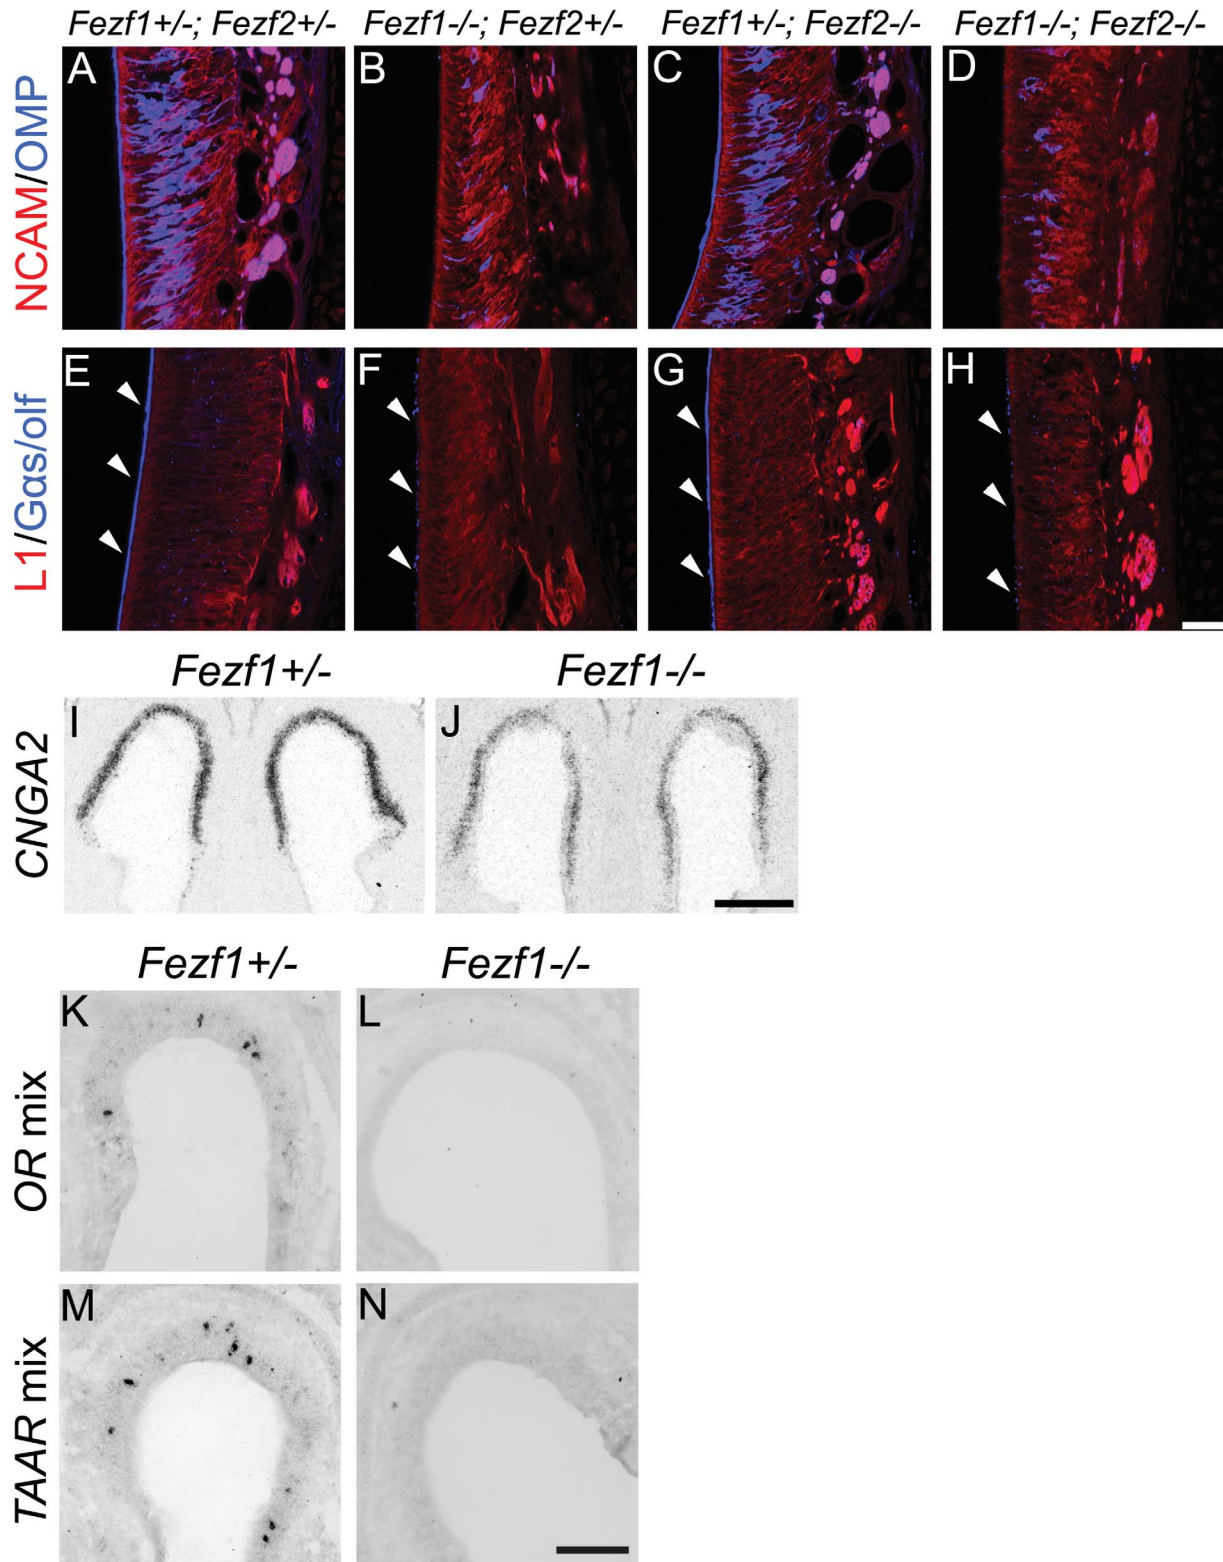 Fezf1+/-; Fezf2+/- Fezf1-/-; Fezf2+/- Fezf1+/-; Fezf2-/- Fezf1-/-; Fezf2-/-
NCAM/OMP
A B C D
L1/Gαs/olf
E F G H
Fezf1+/- Fezf1-/-
CNGA2
I J
Fezf1+/- Fezf1-/-
OR mix
K L
TAAR mix
M N